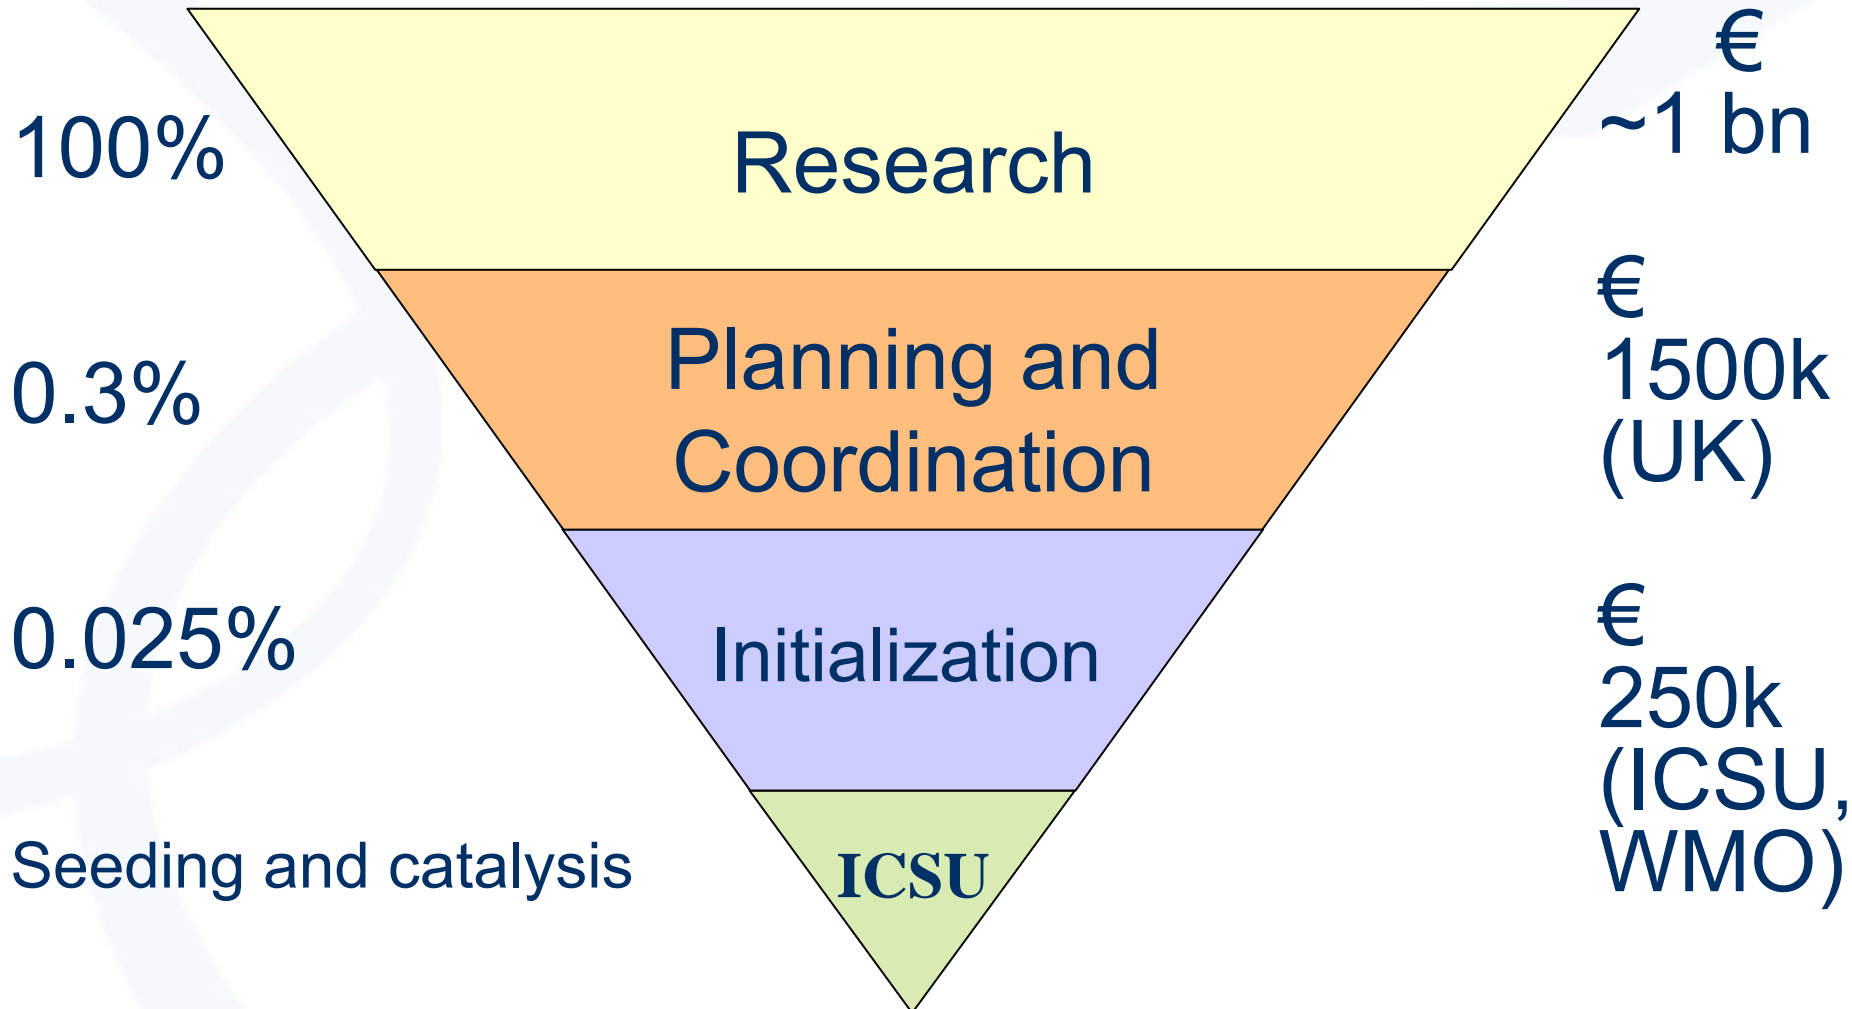 €
~1 bn
100%
Research
€
1500k
(UK)
0.3%
Planning and
Coordination
€
250k
(ICSU,
WMO)
0.025%
Initialization
Seeding and catalysis
ICSU